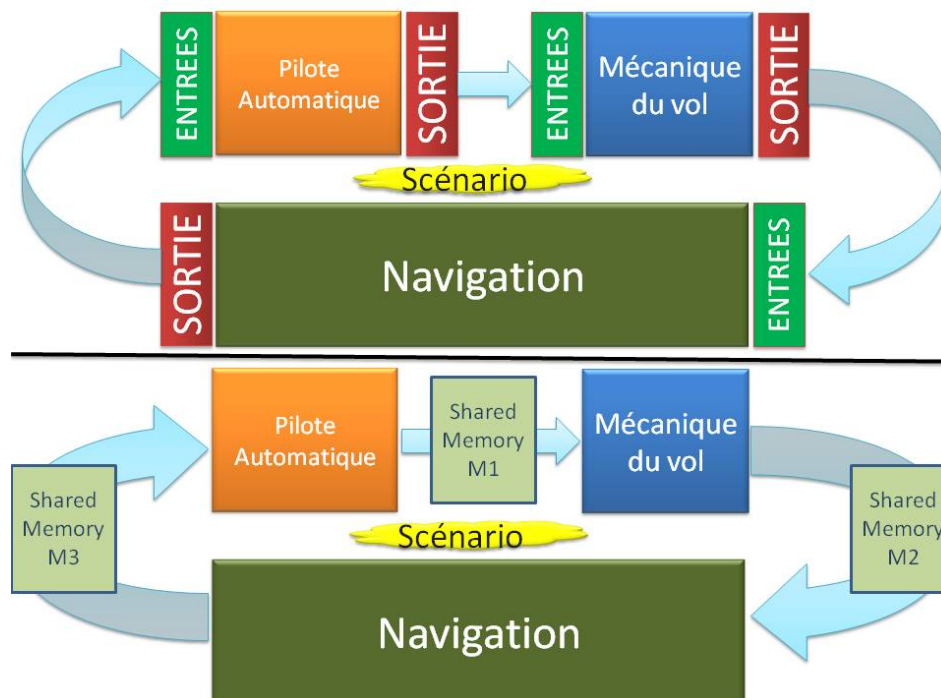 ENTREES
Pilote
Automatique
SORTIE
ENTREES
Mécanique
du vol
SORTIE
Scénario
SORTIE
Navigation
ENTREES
Pilote
Automatique
Shared
Memory
M1
Mécanique
du vol
Shared
Memory
M3
Scénario
Shared
Memory
M2
Navigation